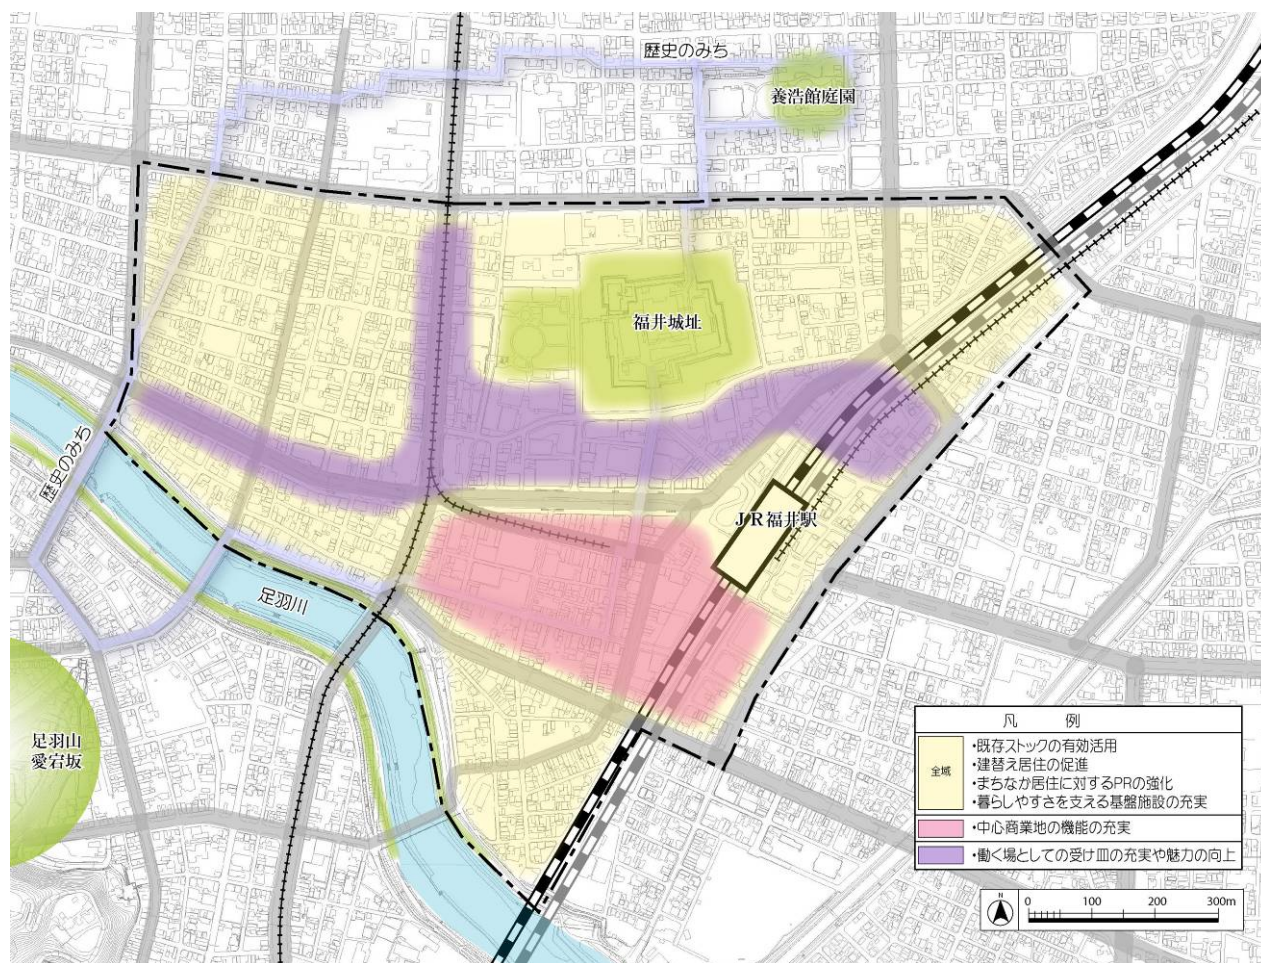 歴史のみち
養浩館庭園
福井城址
歴史のみち
JR福井駅
足羽川
足羽山
愛宕坂
凡 例
全域
・既存ストックの有効活用
・建替え居住の促進
・まちなか居住に対するPRの強化
・暮らしやすさを支える基盤施設の充実
・中心商業地の機能の充実
・働く場としての受け皿の充実や魅力の向上
N
0 100 200 300m